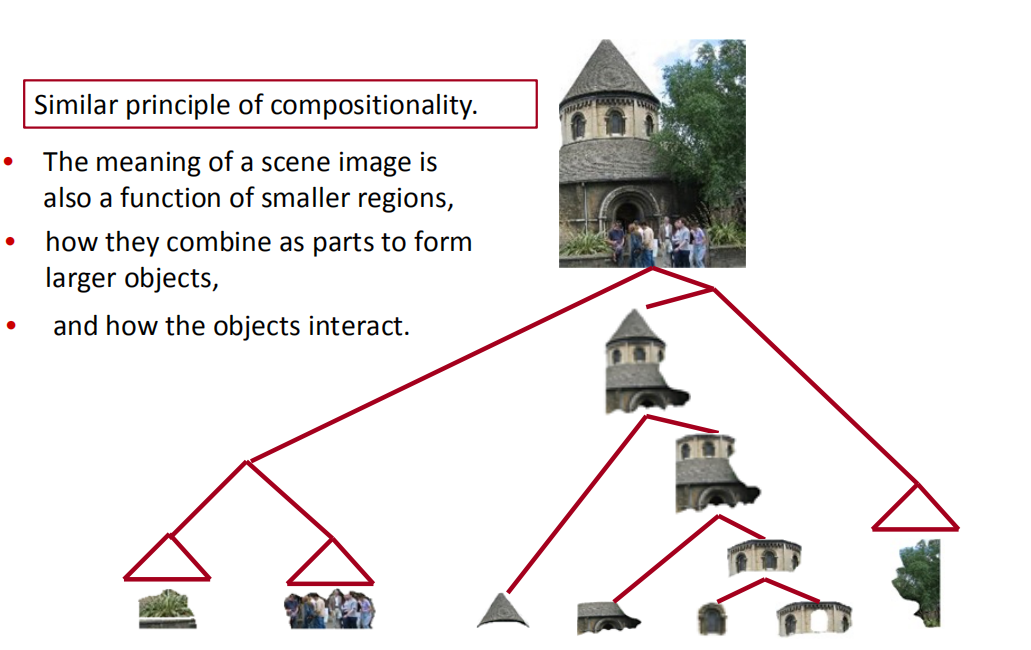 Similar principle of compositionality.
• The meaning of a scene image is
also a function of smaller regions,
• how they combine as parts to form
larger objects,
• and how the objects interact.